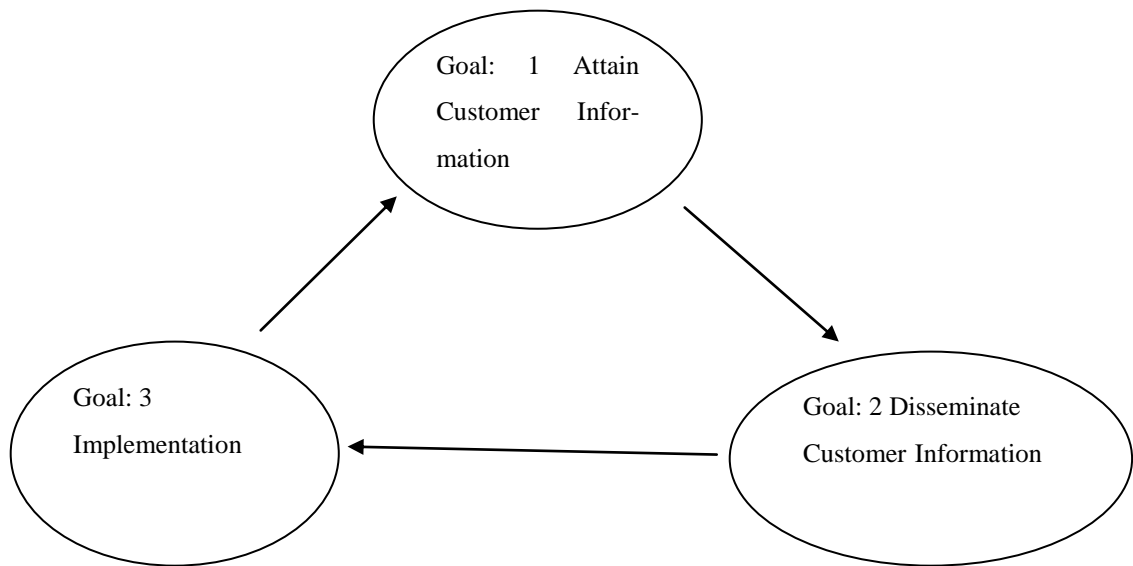 Goal: 1 Attain
Customer Infor-
mation
Goal: 3
Implementation
Goal: 2 Disseminate
Customer Information